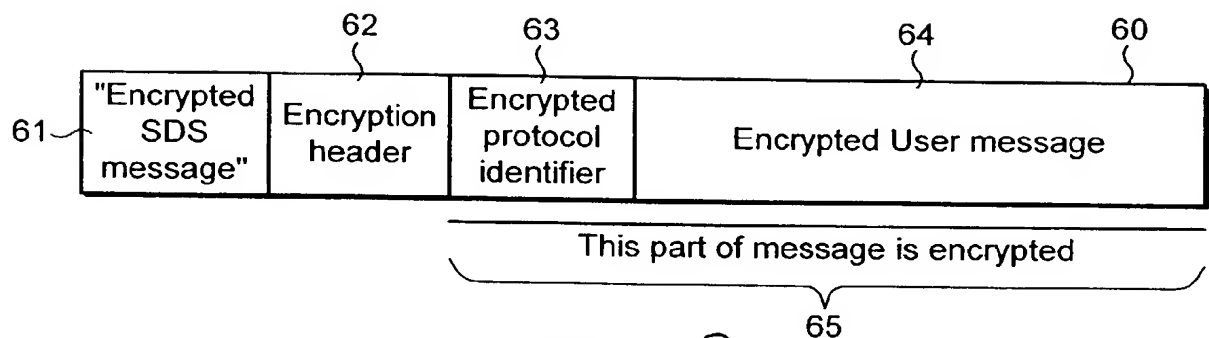 62 63 64 60
61
"Encrypted
SDS
message"
Encryption
header
Encrypted
protocol
identifier
Encrypted User message
This part of message is encrypted
65